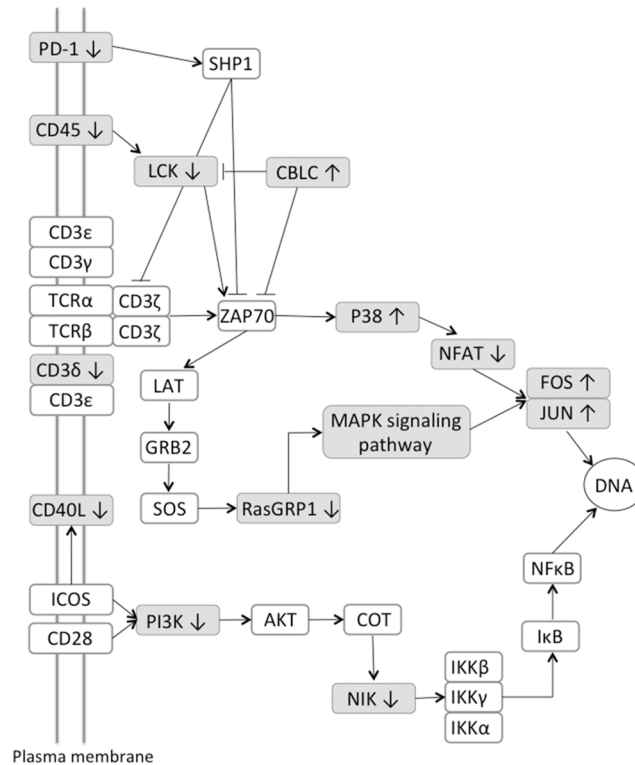 PD-1 ↓
SHP1
CD45 ↓
LCK ↓
CBLC ↑
CD3ε
CD3γ
TCRα
CD3ζ
TCRβ
CD3ζ
ZAP70
P38 ↑
CD3δ ↓
CD3ε
NFAT ↓
LAT
FOS ↑
JUN ↑
MAPK signaling
pathway
GRB2
DNA
CD40L ↓
SOS
RasGRP1 ↓
NFκB
ICOS
CD28
PI3K ↓
AKT
COT
IκB
IKKβ
NIK ↓
IKKγ
IKKα
Plasma membrane